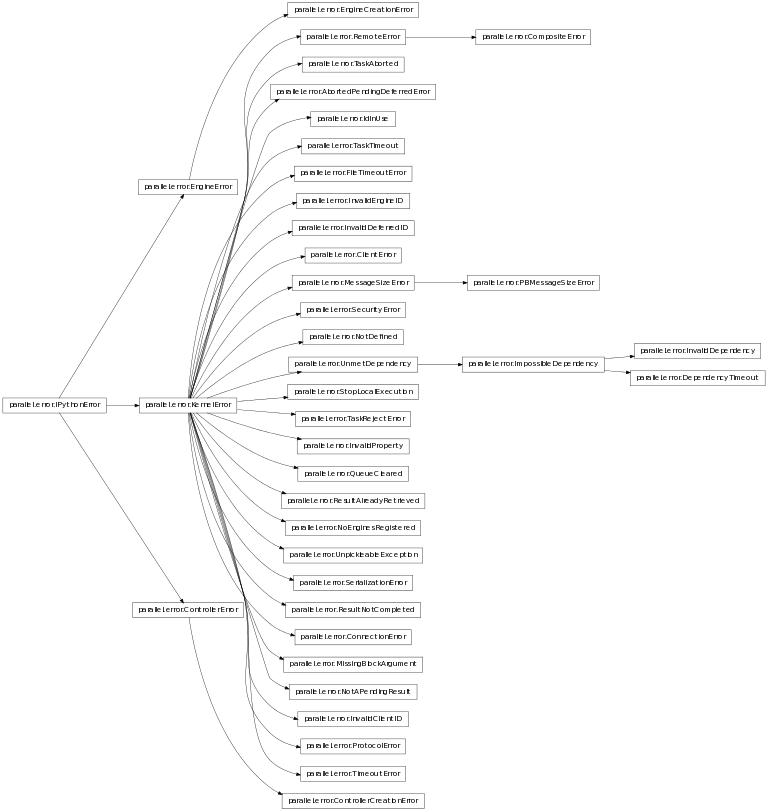 parallel.error.EngineCreationError
parallel.error.RemoteError
parallel.error.CompositeError
parallel.error.TaskAborted
parallel.error.AbortedPendingDeferredError
parallel.error.IdInUse
parallel.error.TaskTimeout
parallel.error.FileTimeoutError
parallel.error.EngineError
parallel.error.InvalidEngineID
parallel.error.InvalidDeferredID
parallel.error.ClientError
parallel.error.MessageSizeError
parallel.error.PBMessageSizeError
parallel.error.SecurityError
parallel.error.NotDefined
parallel.error.InvalidDependency
parallel.error.UnmetDependency
parallel.error.ImpossibleDependency
parallel.error.DependencyTimeout
parallel.error.StopLocalExecution
parallel.error.IPythonError
parallel.error.KernelError
parallel.error.TaskRejectError
parallel.error.InvalidProperty
parallel.error.QueueCleared
parallel.error.ResultAlreadyRetrieved
parallel.error.NoEnginesRegistered
parallel.error.UnpickleableException
parallel.error.SerializationError
parallel.error.ControllerError
parallel.error.ResultNotCompleted
parallel.error.ConnectionError
parallel.error.MissingBlockArgument
parallel.error.NotAPendingResult
parallel.error.InvalidClientID
parallel.error.ProtocolError
parallel.error.TimeoutError
parallel.error.ControllerCreationError